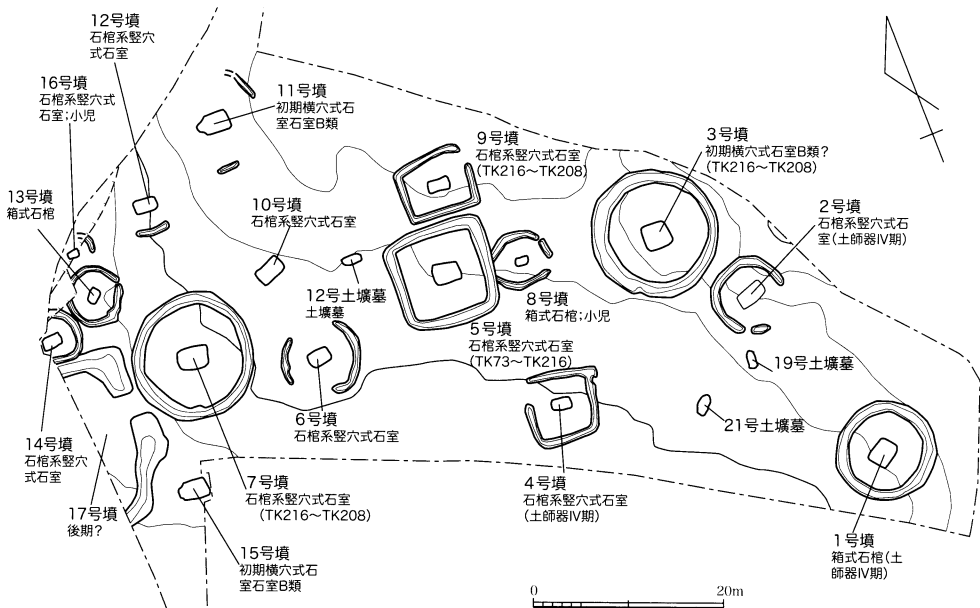 12号墳
石棺系竪穴
式石室
16号墳
石棺系竪穴式
石室;小児
11号墳
初期横穴式石
室石室B類
9号墳
石棺系竪穴式石室
(TK216〜TK208)
3号墳
初期横穴式石室B類?
(TK216〜TK208)
13号墳
箱式石棺
10号墳
石棺系竪穴式石室
2号墳
石棺系竪穴式石
室(土師器Ⅳ期)
12号土壙墓
土壙墓
8号墳
箱式石棺;小児
5号墳
石棺系竪穴式石室
(TK73〜TK216)
19号土壙墓
21号土壙墓
6号墳
石棺系竪穴式石室
14号墳
石棺系竪穴
式石室
7号墳
石棺系竪穴式石室
(TK216〜TK208)
4号墳
石棺系竪穴式石室
(土師器Ⅳ期)
17号墳
後期?
15号墳
初期横穴式石
室石室B類
1号墳
箱式石棺(土
師器Ⅳ期)
0 20m